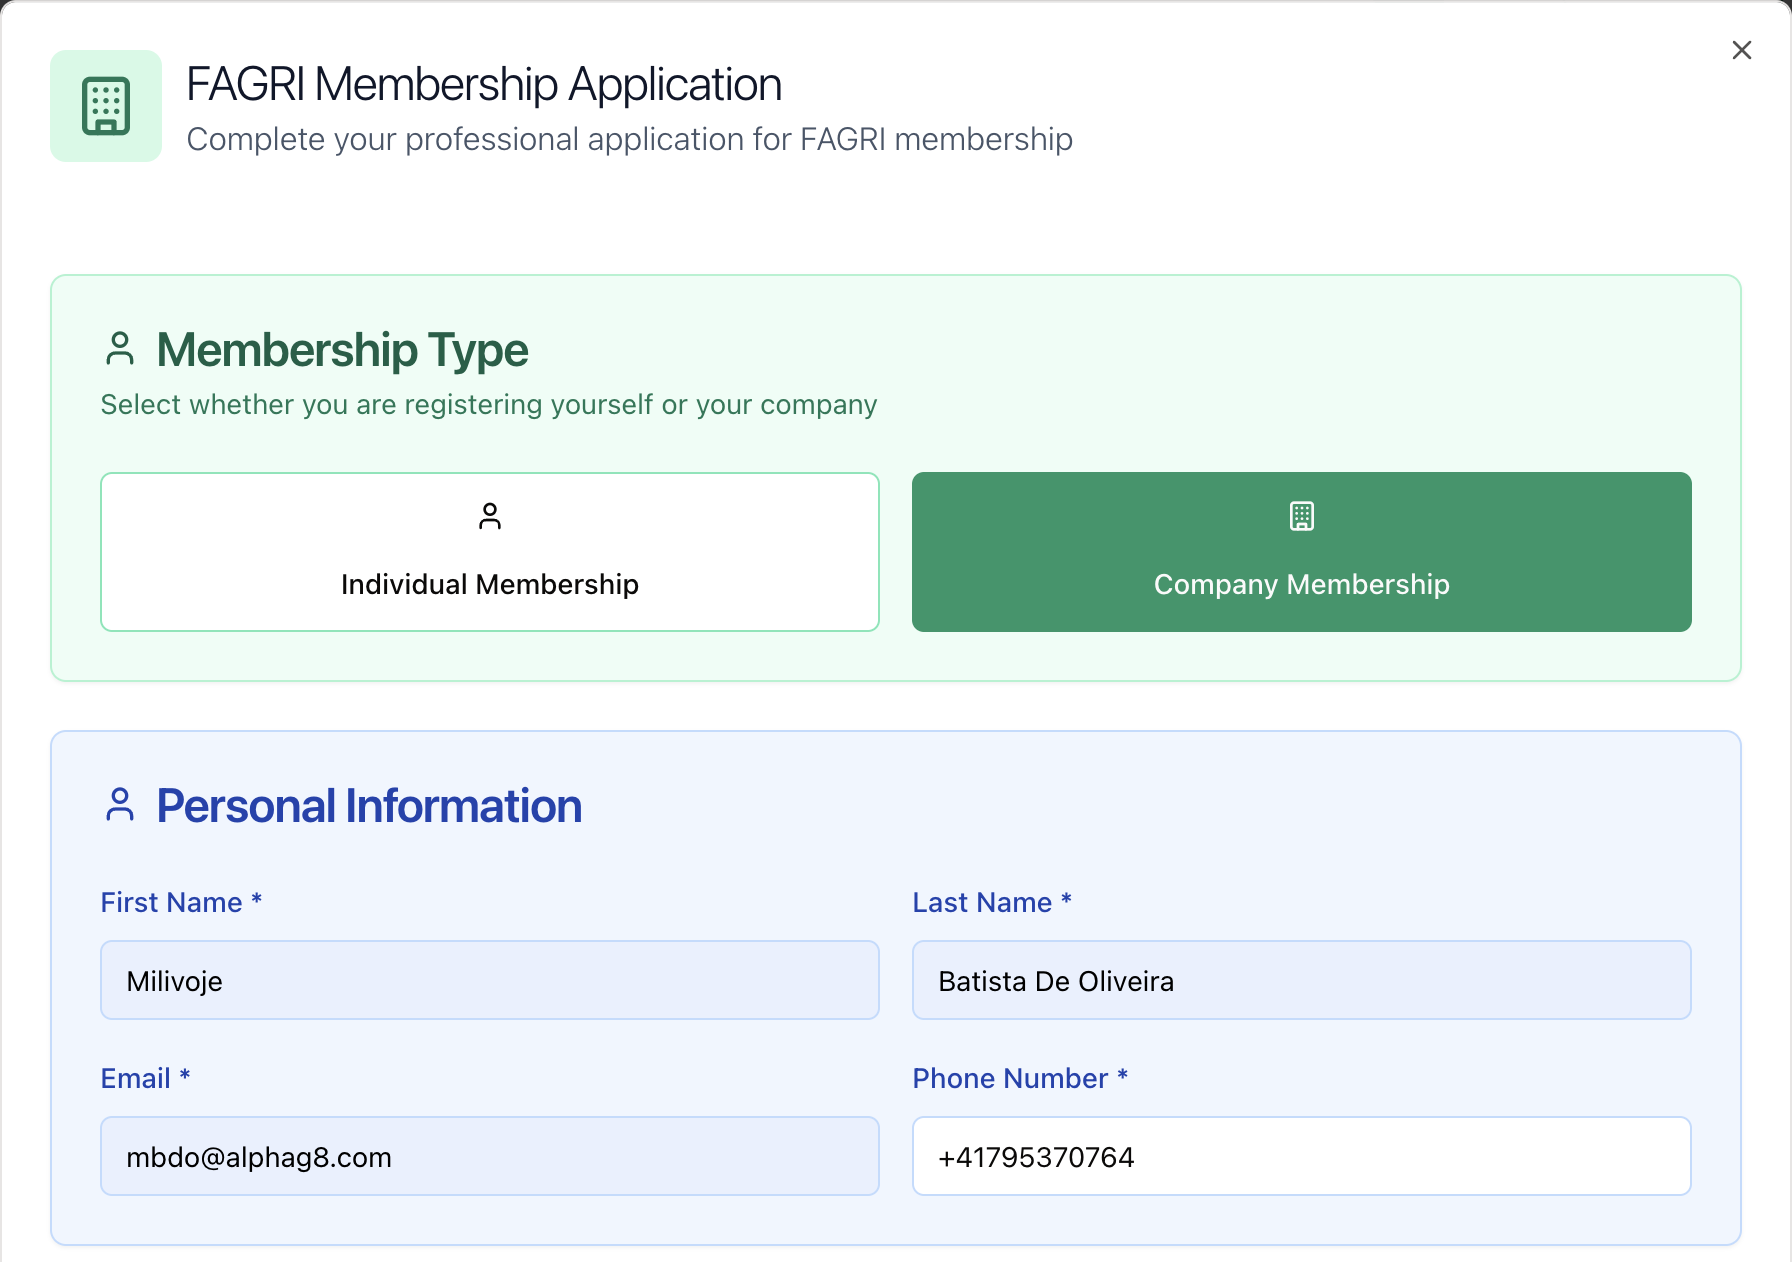 FAGRI Membership Application
Complete your professional application for FAGRI membership
Membership Type
Select whether you are registering yourself or your company
Individual Membership
Company Membership
Personal Information
First Name *
Last Name *
Milivoje
Batista De Oliveira
Email *
Phone Number *
mbdo@alphag8.com
+41795370764